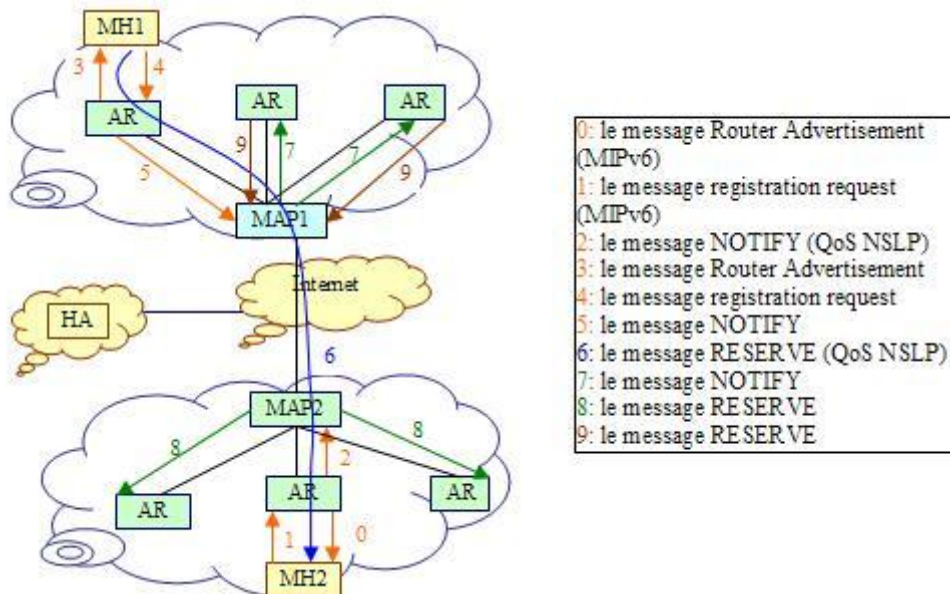 MH1
3
4
AR
AR
AR
9
7
7
9
5
MAP1
Internet
HA
6
MAP2
8
8
2
AR
AR
AR
1
0
MH2
0: le message Router Advertisement
(MIPv6)
1: le message registration request
(MIPv6)
2: le message NOTIFY (QoS NSLP)
3: le message Router Advertisement
4: le message registration request
5: le message NOTIFY
6: le message RESERVE (QoS NSLP)
7: le message NOTIFY
8: le message RESERVE
9: le message RESERVE